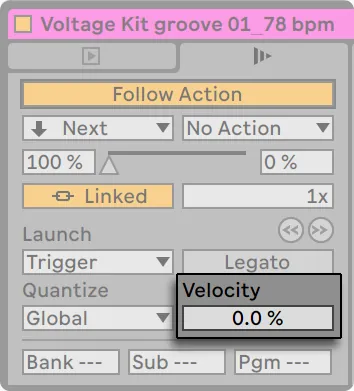 Voltage Kit groove 01_78 bpm
Follow Action
Next No Action
100 % 0 %
Linked 1x
Launch
Trigger Legato
Quantize Velocity
Global 0.0 %
Bank --- Sub --- Pgm ---